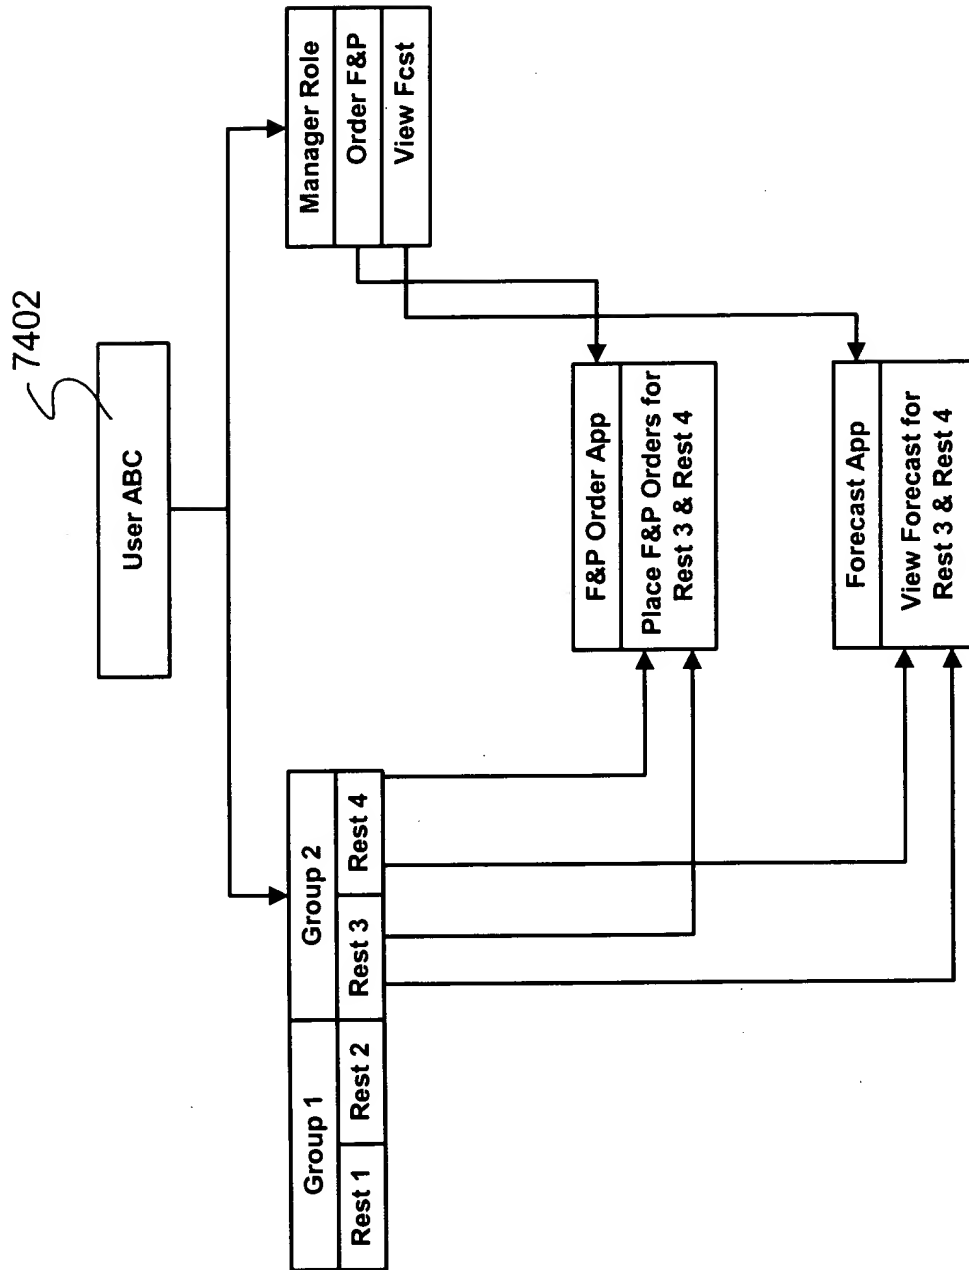 7402
User ABC
Group 1
Group 2
Rest 1
Rest 2
Rest 3
Rest 4
Manager Role
Order F&P
View Fcst
F&P Order App
Place F&P Orders for
Rest 3 & Rest 4
Forecast App
View Forecast for
Rest 3 & Rest 4